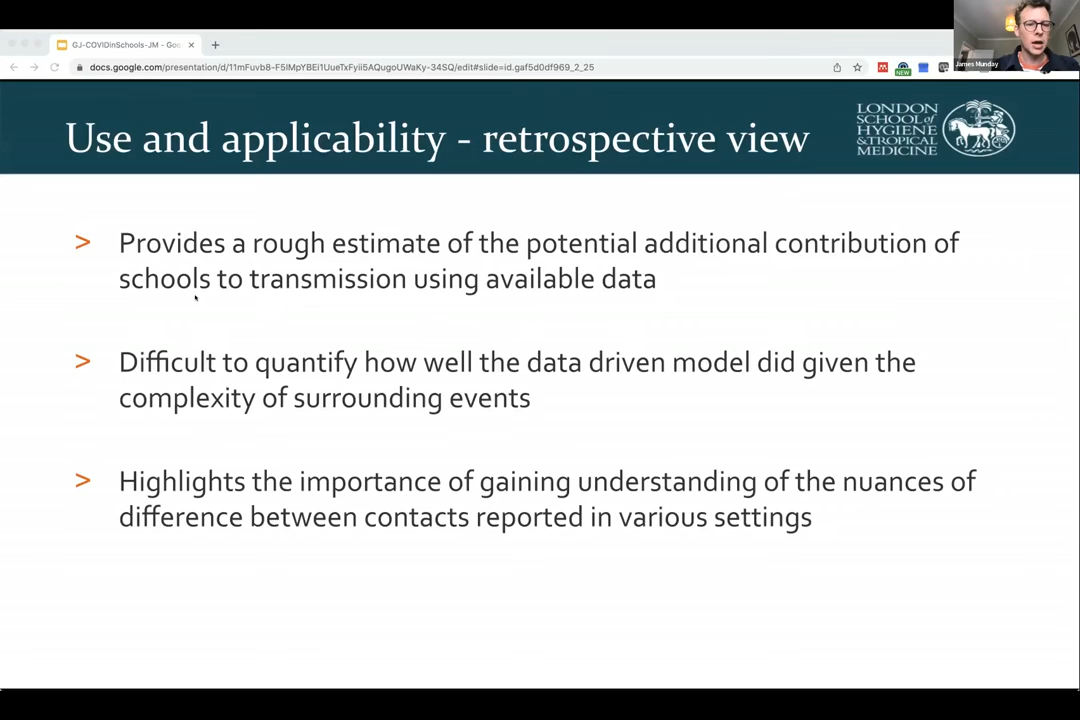 GJ-COVIDinSchools-JM - Goo
docs.google.com/presentation/d/11mFuvb8-F5IMpYBEi1UueTxFyii5AQugoUWaKy-34SQ/edit#slide=id.gaf5d0df969_2_25
NEW
James Munday
Use and applicability - retrospective view
LONDON
SCHOOL of
HYGIENE
& TROPICAL
MEDICINE
> Provides a rough estimate of the potential additional contribution of
schools to transmission using available data
> Difficult to quantify how well the data driven model did given the
complexity of surrounding events
> Highlights the importance of gaining understanding of the nuances of
difference between contacts reported in various settings